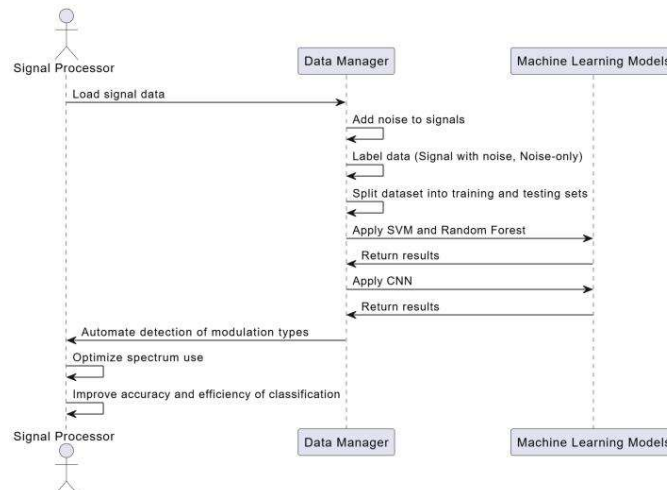 Signal Processor
Data Manager
Machine Learning Models
Load signal data
Add noise to signals
Label data (Signal with noise, Noise-only)
Split dataset into training and testing sets
Apply SVM and Random Forest
Return results
Apply CNN
Return results
Automate detection of modulation types
Optimize spectrum use
Improve accuracy and efficiency of classification
Signal Processor
Data Manager
Machine Learning Models